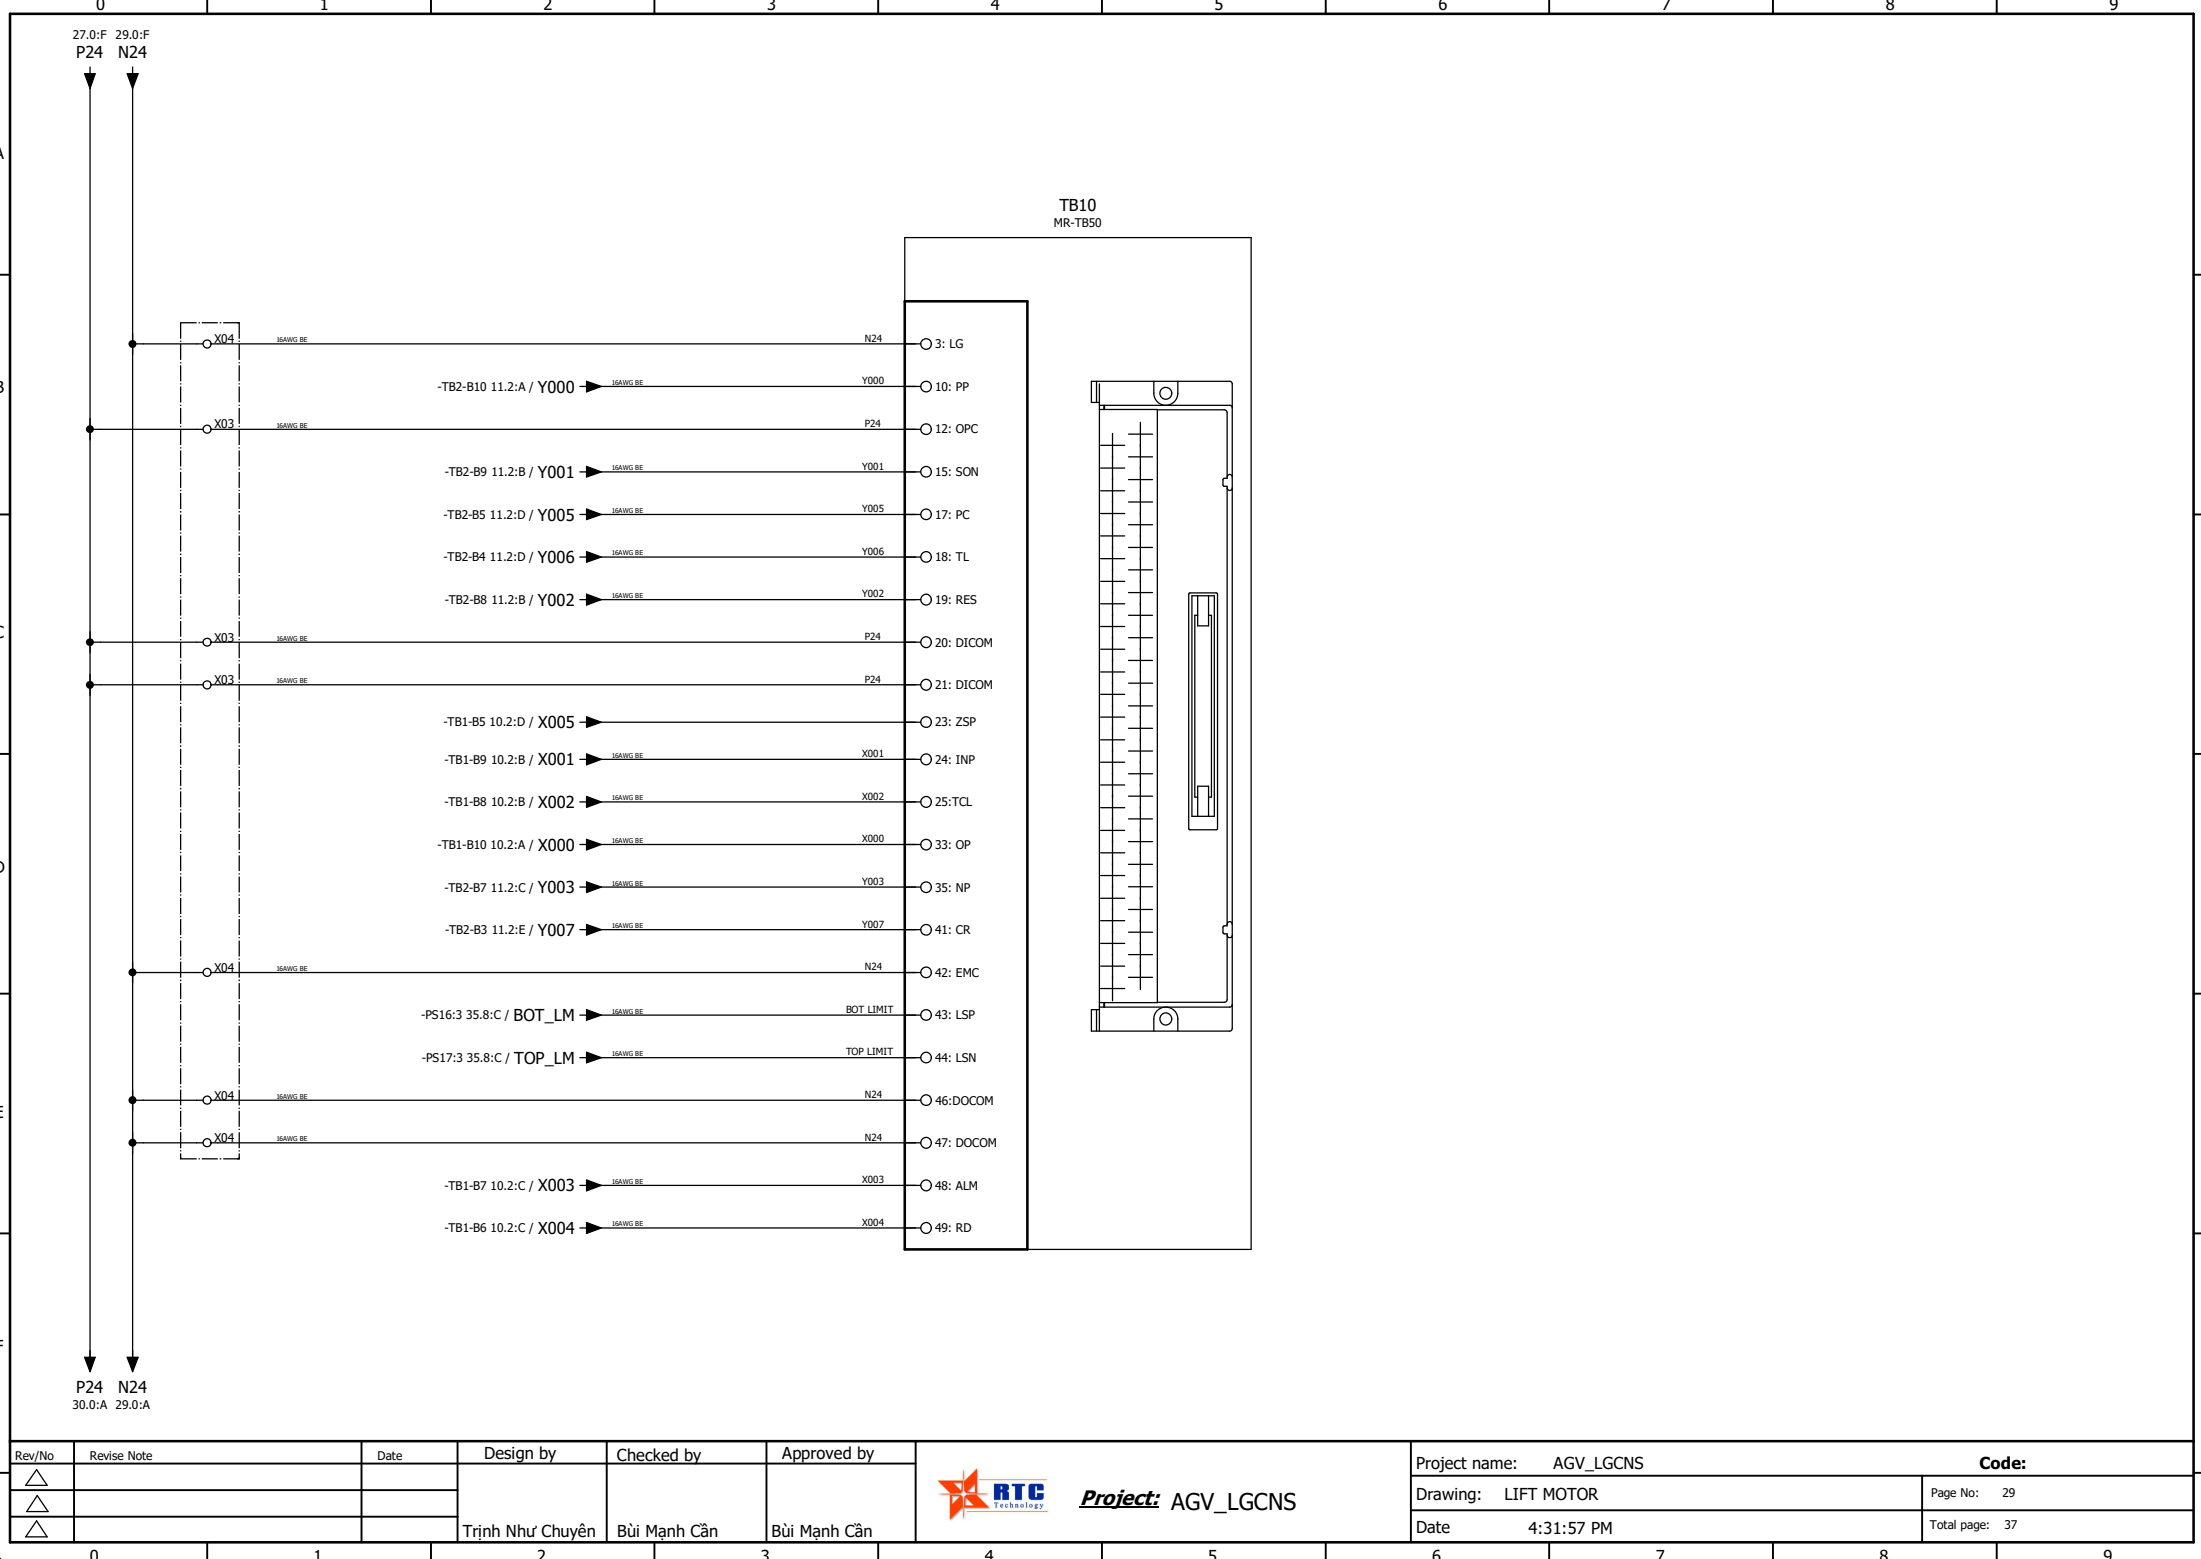 0 1 2 3 4 5 6 7 8 9
27.0:F 29.0:F
P24 N24
A
TB10
MR-TB50
X04 16AWG BE N24 3: LG
B
-TB2-B10 11.2:A / Y000 16AWG BE Y000 10: PP
X03 16AWG BE P24 12: OPC
-TB2-B9 11.2:B / Y001 16AWG BE Y001 15: SON
-TB2-B5 11.2:D / Y005 16AWG BE Y005 17: PC
-TB2-B4 11.2:D / Y006 16AWG BE Y006 18: TL
-TB2-B8 11.2:B / Y002 16AWG BE Y002 19: RES
C
X03 16AWG BE P24 20: DICOM
X03 16AWG BE P24 21: DICOM
-TB1-B5 10.2:D / X005 23: ZSP
-TB1-B9 10.2:B / X001 16AWG BE X001 24: INP
-TB1-B8 10.2:B / X002 16AWG BE X002 25:TCL
-TB1-B10 10.2:A / X000 16AWG BE X000 33: OP
D
-TB2-B7 11.2:C / Y003 16AWG BE Y003 35: NP
-TB2-B3 11.2:E / Y007 16AWG BE Y007 41: CR
X04 16AWG BE N24 42: EMC
-PS16:3 35.8:C / BOT_LM 16AWG BE BOT LIMIT 43: LSP
-PS17:3 35.8:C / TOP_LM 16AWG BE TOP LIMIT 44: LSN
X04 16AWG BE N24 46:DOCOM
E
X04 16AWG BE N24 47: DOCOM
-TB1-B7 10.2:C / X003 16AWG BE X003 48: ALM
-TB1-B6 10.2:C / X004 16AWG BE X004 49: RD
F
P24 N24
30.0:A 29.0:A
Rev/No Revise Note Date Design by Checked by Approved by
Trịnh Như Chuyên Bùi Mạnh Cần Bùi Mạnh Cần
RTC
Technology
Project: AGV_LGCNS
Project name: AGV_LGCNS Code:
Drawing: LIFT MOTOR Page No: 29
Date 4:31:57 PM Total page: 37
0 1 2 3 4 5 6 7 8 9